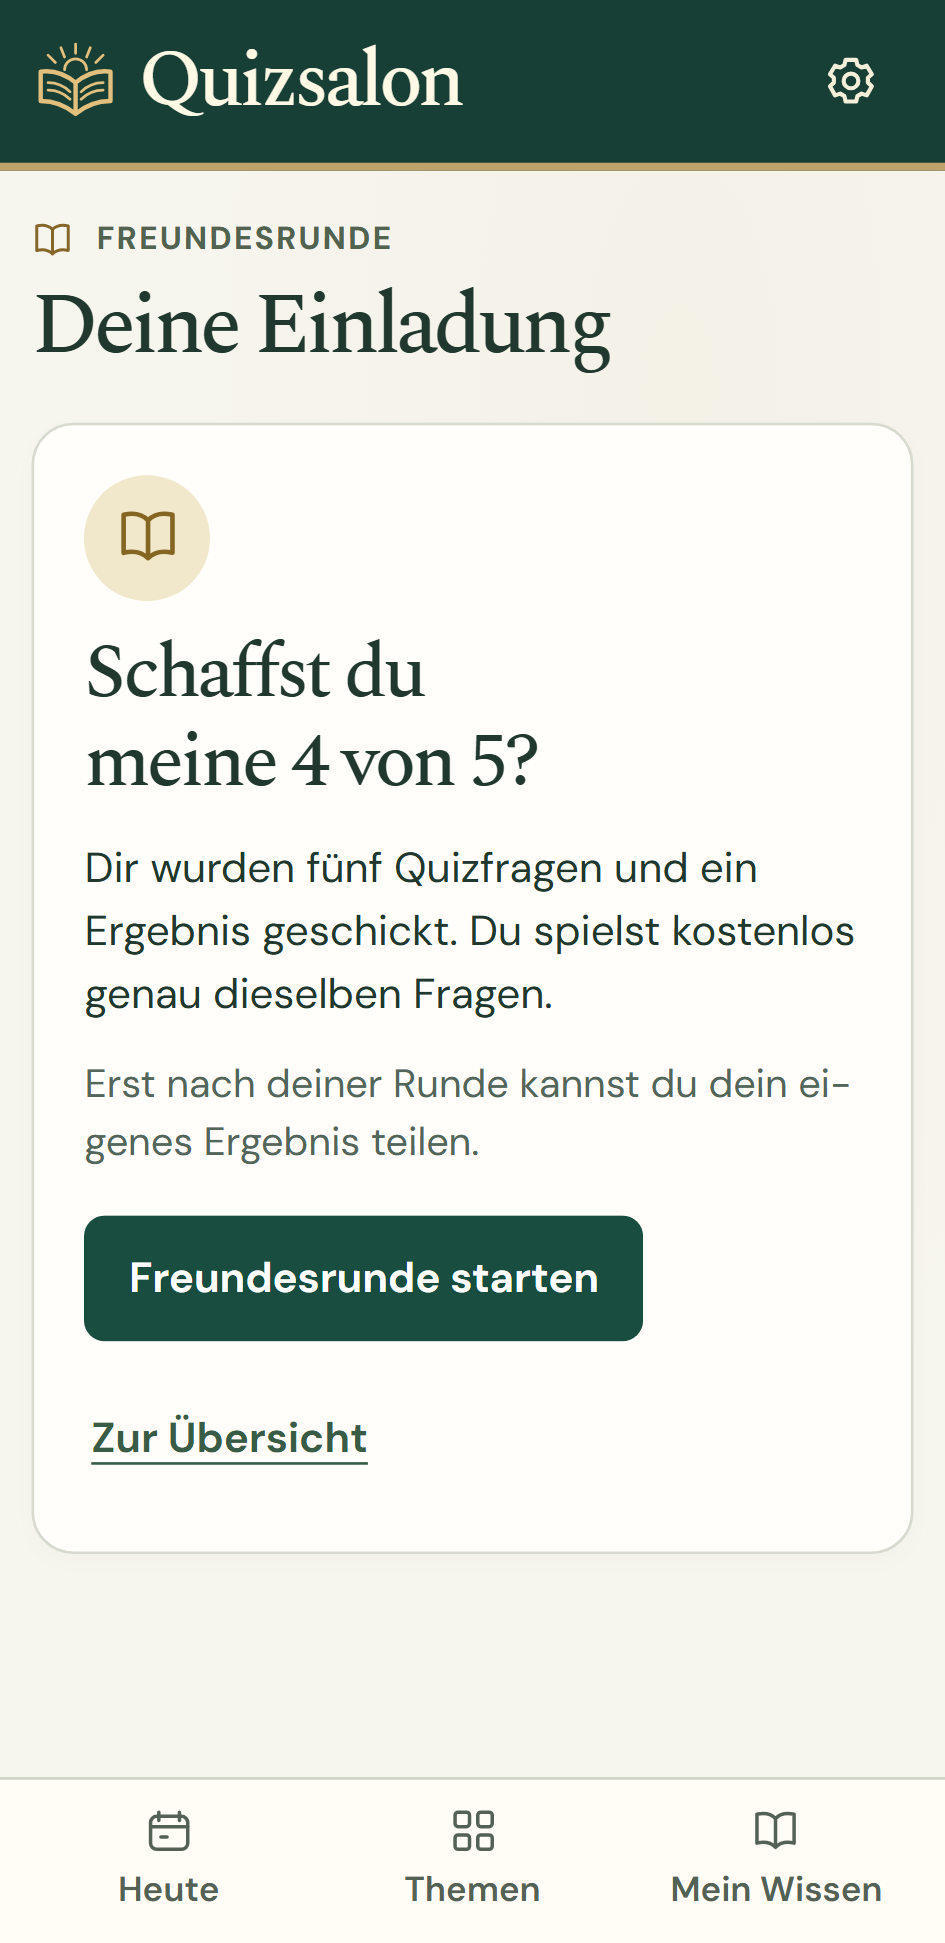 Quizsalon
FREUNDESRUNDE
Deine Einladung
Schaffst du
meine 4 von 5?
Dir wurden fünf Quizfragen und ein
Ergebnis geschickt. Du spielst kostenlos
genau dieselben Fragen.
Erst nach deiner Runde kannst du dein ei-
genes Ergebnis teilen.
Freundesrunde starten
Zur Übersicht
Heute
Themen
Mein Wissen